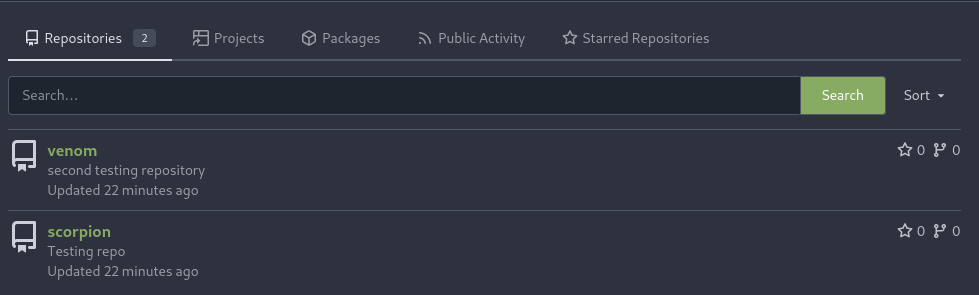 Repositories 2 Projects Packages Public Activity Starred Repositories
Search... Search Sort
venom 0 0
second testing repository
Updated 22 minutes ago
scorpion 0 0
Testing repo
Updated 22 minutes ago